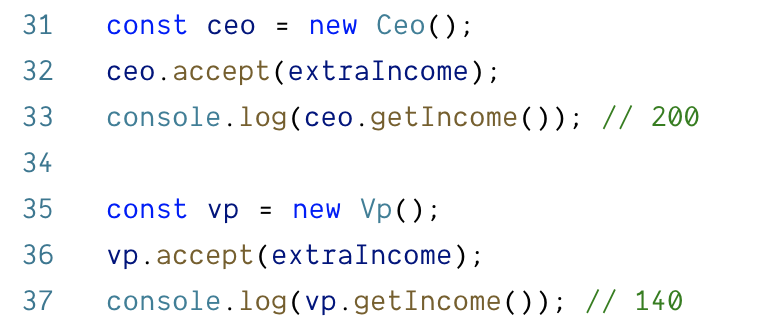 31 const ceo = new Ceo();
32 ceo.accept(extraIncome);
33 console.log(ceo.getIncome()); // 200
34
35 const vp = new Vp();
36 vp.accept(extraIncome);
37 console.log(vp.getIncome()); // 140